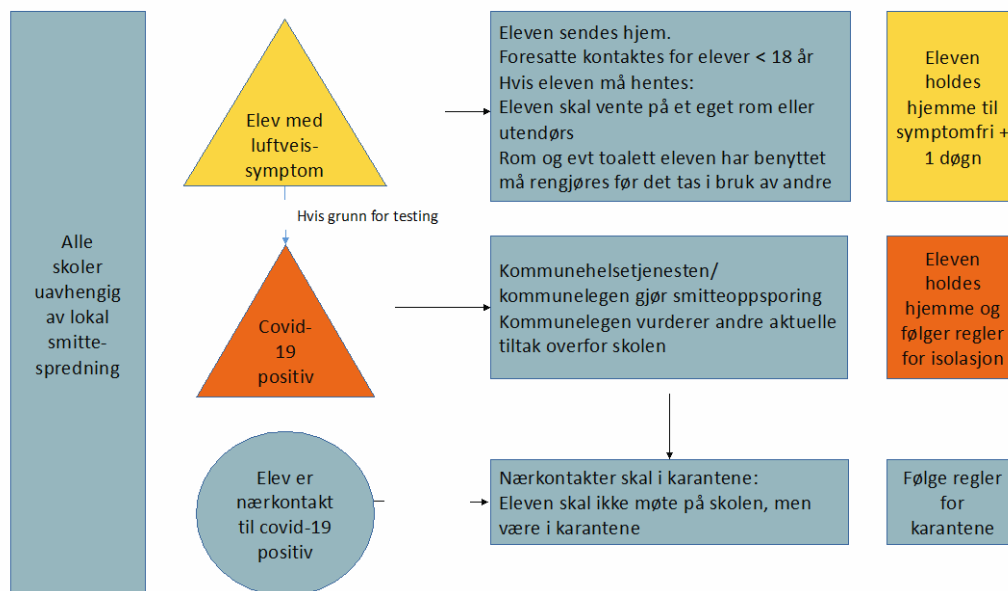 Alle
skoler
uavhengig
av lokal
smitte-
spredning
Elev med
luftveis-
symptom
Eleven sendes hjem.
Foresatte kontaktes for elever < 18 år
Hvis eleven må hentes:
Eleven skal vente på et eget rom eller
utendørs
Rom og evt toalett eleven har benyttet
må rengjøres før det tas i bruk av andre
Eleven
holdes
hjemme til
symptomfri +
1 døgn
Hvis grunn for testing
Covid-
19
positiv
Kommunehelsetjenesten/
kommunelegen gjør smitteoppsporing
Kommunelegen vurderer andre aktuelle
tiltak overfor skolen
Eleven
holdes
hjemme og
følger regler
for isolasjon
Elev er
nærkontakt
til covid-19
positiv
Nærkontakter skal i karantene:
Eleven skal ikke møte på skolen, men
være i karantene
Følge regler
for
karantene